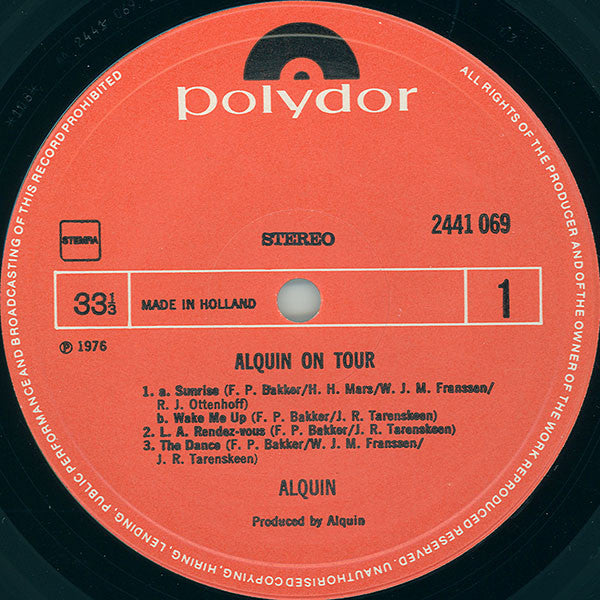 polydor
ALL RIGHTS OF THE PRODUCER AND OF THE OWNER OF THE WORK REPRODUCED RESERVED. UNAUTHORISED COPYING, HIRING, LENDING, PUBLIC PERFORMANCE AND BROADCASTING OF THIS RECORD PROHIBITED
STEMRA
STEREO
2441 069
33⅓
MADE IN HOLLAND
1
℗ 1976
ALQUIN ON TOUR
1. a. Sunrise (F. P. Bakker/H. H. Mars/W. J. M. Franssen/
R. J. Ottenhoff)
b. Wake Me Up (F. P. Bakker/J. R. Tarenskeen)
2. L. A. Rendez-vous (F. P. Bakker/J. R. Tarenskeen)
3. The Dance (F. P. Bakker/W. J. M. Franssen/
J. R. Tarenskeen)
ALQUIN
Produced by Alquin